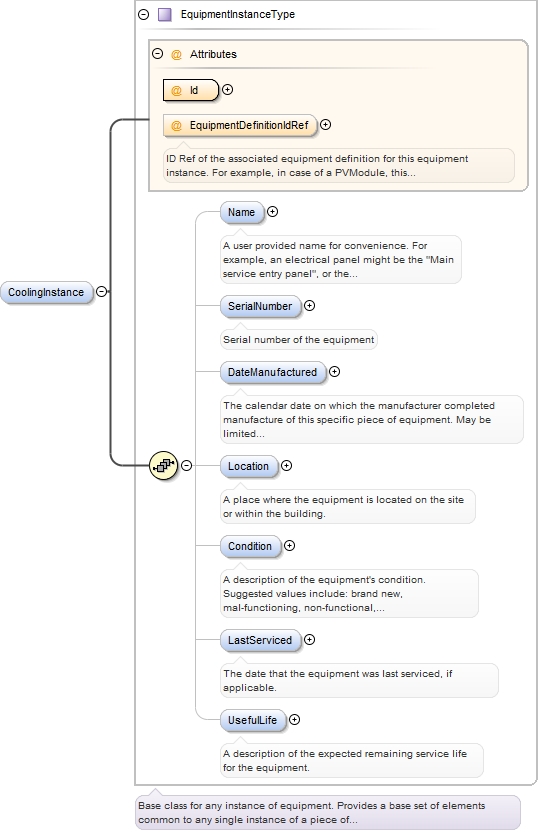 EquipmentInstanceType
@ Attributes
@ Id
@ EquipmentDefinitionIdRef
ID Ref of the associated equipment definition for this equipment
instance. For example, in case of a PVModule, this...
Name
A user provided name for convenience. For
example, an electrical panel might be the "Main
service entry panel", or the...
CoolingInstance
SerialNumber
Serial number of the equipment
DateManufactured
The calendar date on which the manufacturer completed
manufacture of this specific piece of equipment. May be
limited...
Location
A place where the equipment is located on the site
or within the building.
Condition
A description of the equipment's condition.
Suggested values include: brand new,
mal-functioning, non-functional,...
LastServiced
The date that the equipment was last serviced, if
applicable.
UsefulLife
A description of the expected remaining service life
for the equipment.
Base class for any instance of equipment. Provides a base set of elements
common to any single instance of a piece of...